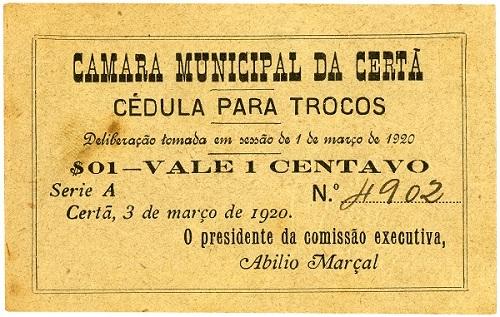 CAMARA MUNICIPAL DA CERTÃ
CÉDULA PARA TROCOS
Deliberação tomada em sessão de 1 de março de 1920
$01—VALE 1 CENTAVO
Serie A N.º 4902
Certã, 3 de março de 1920.
O presidente da comissão executiva,
Abilio Marçal